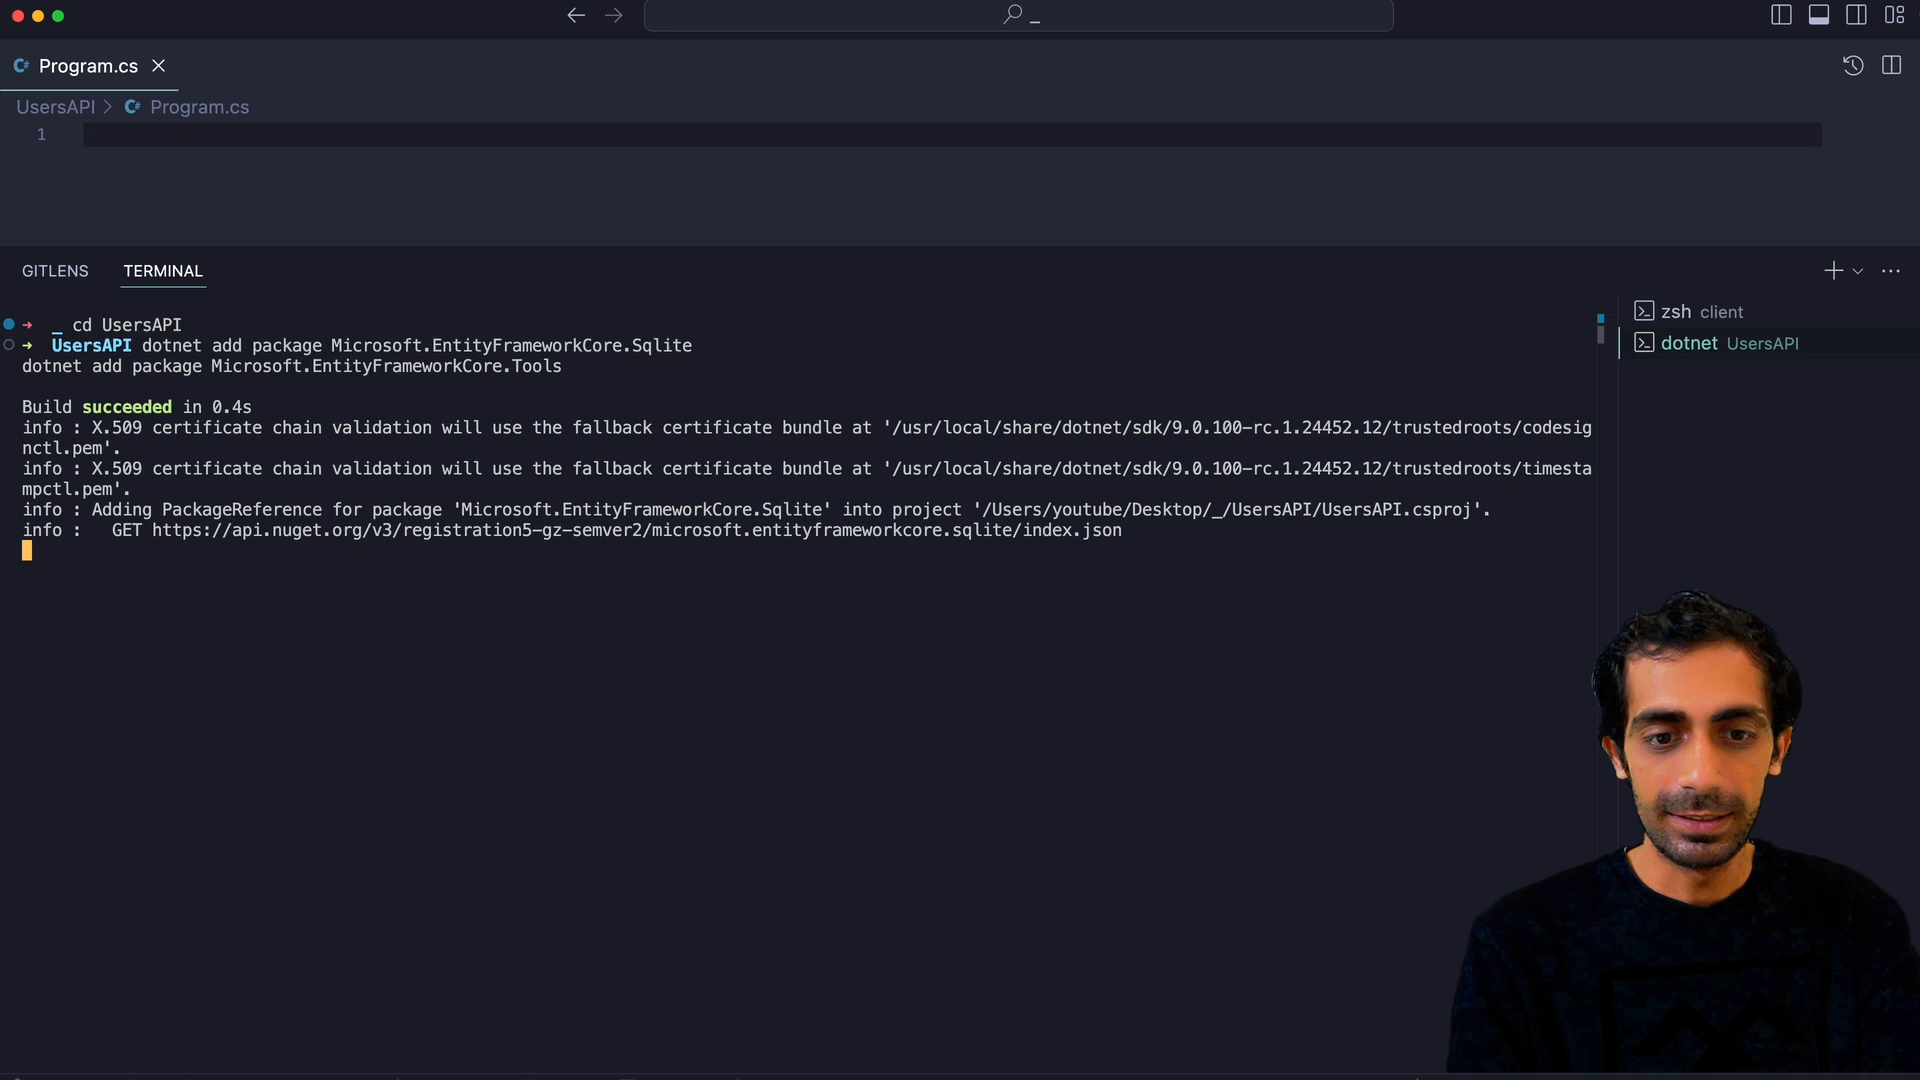 _
Program.cs
UsersAPI > Program.cs
1
GITLENS TERMINAL
→ _ cd UsersAPI
→ UsersAPI dotnet add package Microsoft.EntityFrameworkCore.Sqlite
dotnet add package Microsoft.EntityFrameworkCore.Tools
Build succeeded in 0.4s
info : X.509 certificate chain validation will use the fallback certificate bundle at '/usr/local/share/dotnet/sdk/9.0.100-rc.1.24452.12/trustedroots/codesig
nctl.pem'.
info : X.509 certificate chain validation will use the fallback certificate bundle at '/usr/local/share/dotnet/sdk/9.0.100-rc.1.24452.12/trustedroots/timesta
mpctl.pem'.
info : Adding PackageReference for package 'Microsoft.EntityFrameworkCore.Sqlite' into project '/Users/youtube/Desktop/_/UsersAPI/UsersAPI.csproj'.
info :   GET https://api.nuget.org/v3/registration5-gz-semver2/microsoft.entityframeworkcore.sqlite/index.json
zsh client
dotnet UsersAPI